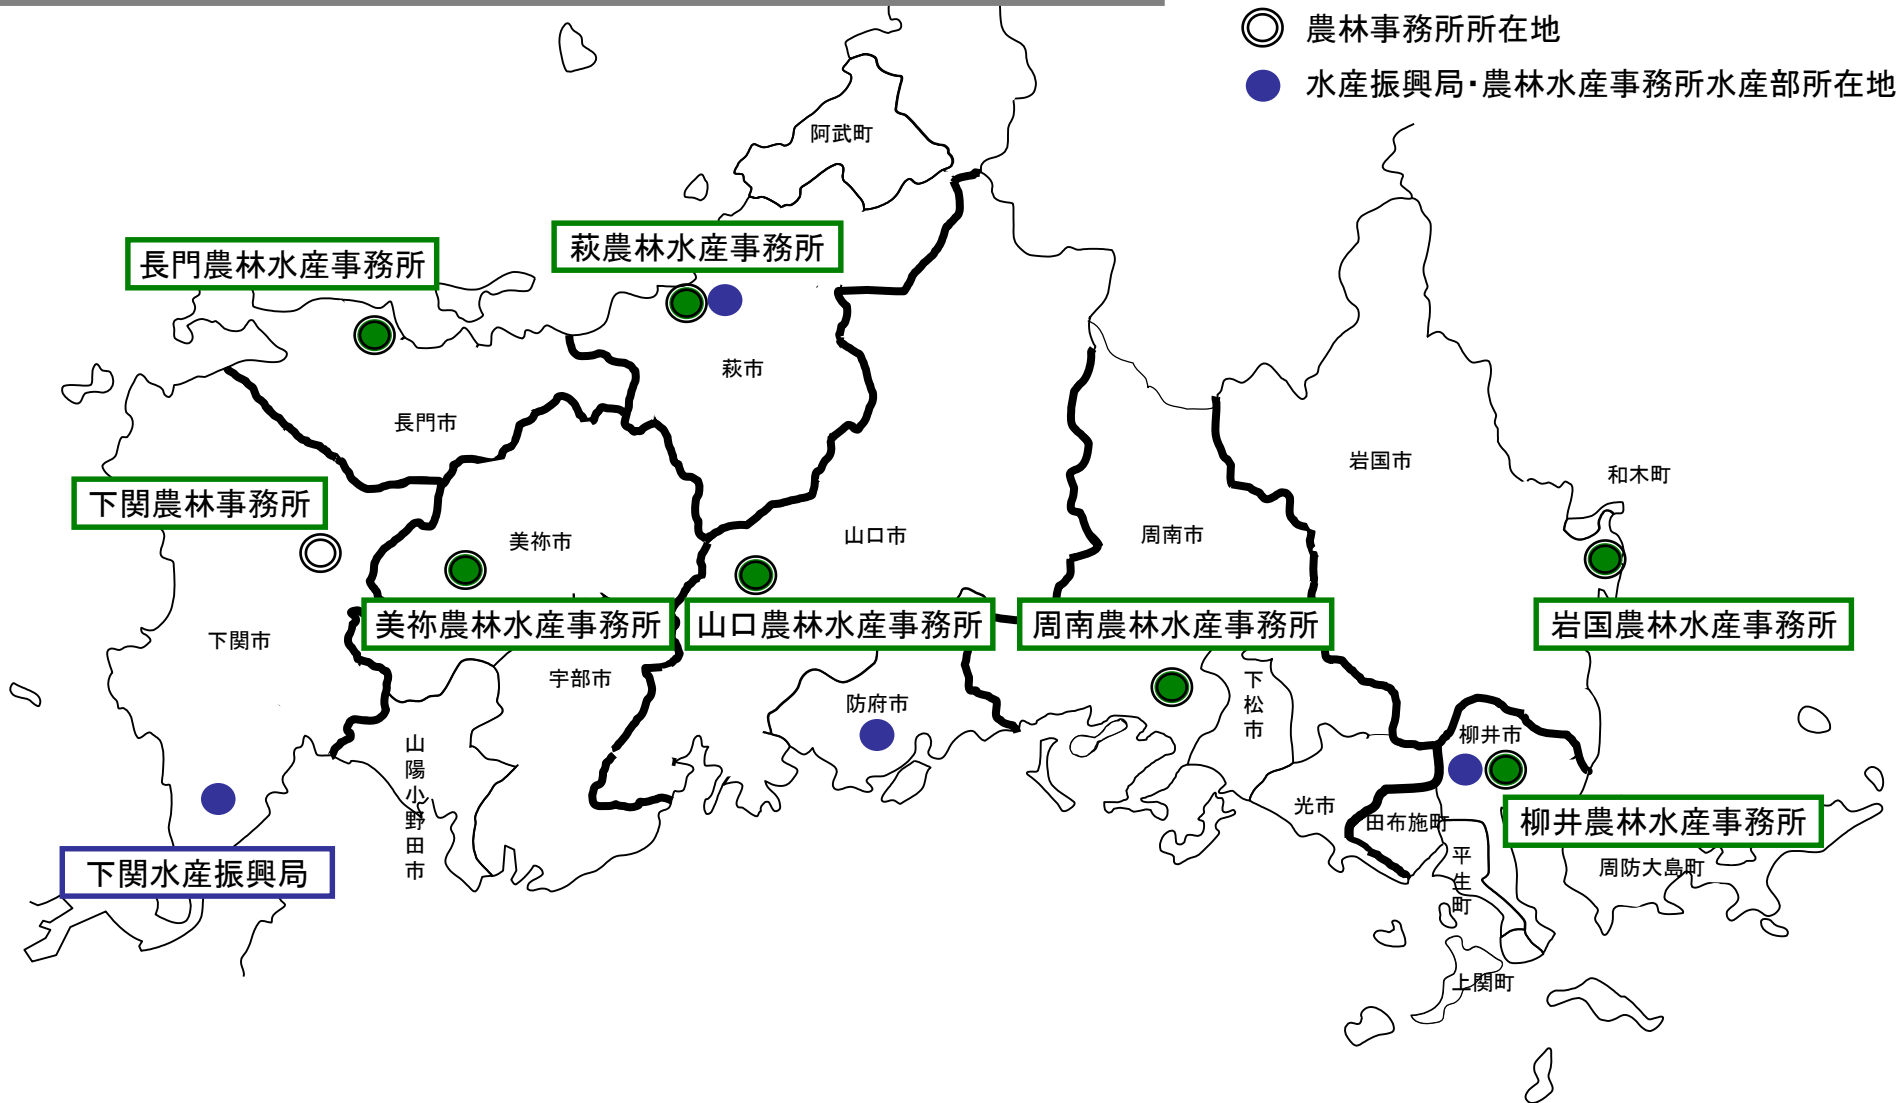 農林事務所所在地
水産振興局・農林水産事務所水産部所在地
阿武町
萩農林水産事務所
長門農林水産事務所
萩市
長門市
岩国市
和木町
下関農林事務所
美祢市
山口市
周南市
美祢農林水産事務所
山口農林水産事務所
周南農林水産事務所
岩国農林水産事務所
下関市
宇部市
防府市
下松市
柳井市
山陽小野田市
光市
田布施町
柳井農林水産事務所
下関水産振興局
平生町
周防大島町
上関町